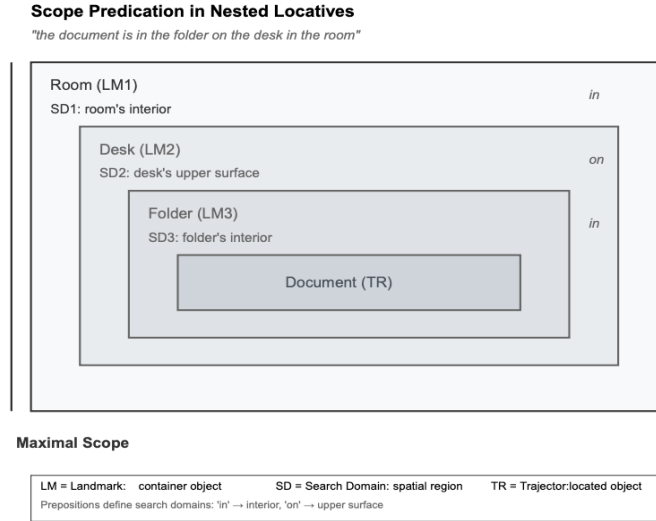 Scope Predication in Nested Locatives
"the document is in the folder on the desk in the room"
Room (LM1)
in
SD1: room's interior
Desk (LM2)
on
SD2: desk's upper surface
Folder (LM3)
in
SD3: folder's interior
Document (TR)
Maximal Scope
LM = Landmark: container object SD = Search Domain: spatial region TR = Trajector:located object
Prepositions define search domains: 'in' → interior, 'on' → upper surface